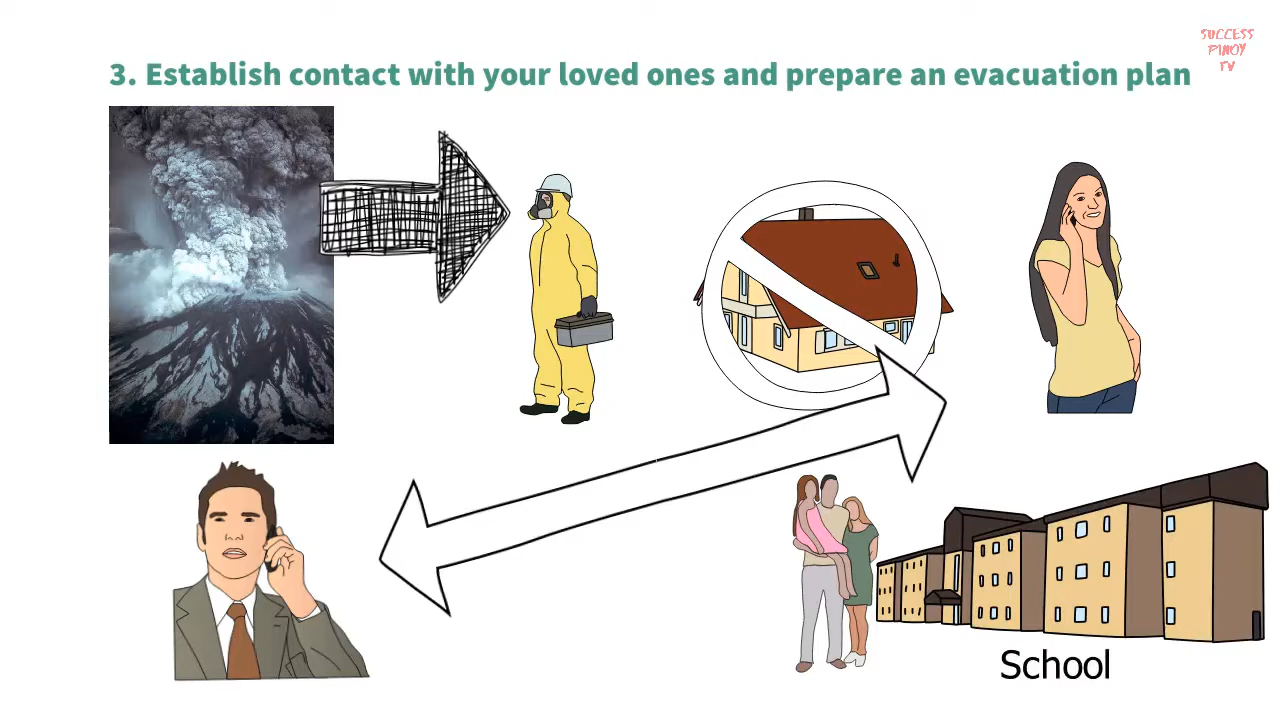 3. Establish contact with your loved ones and prepare an evacuation plan
SUCCESS
PINOY
TV
School